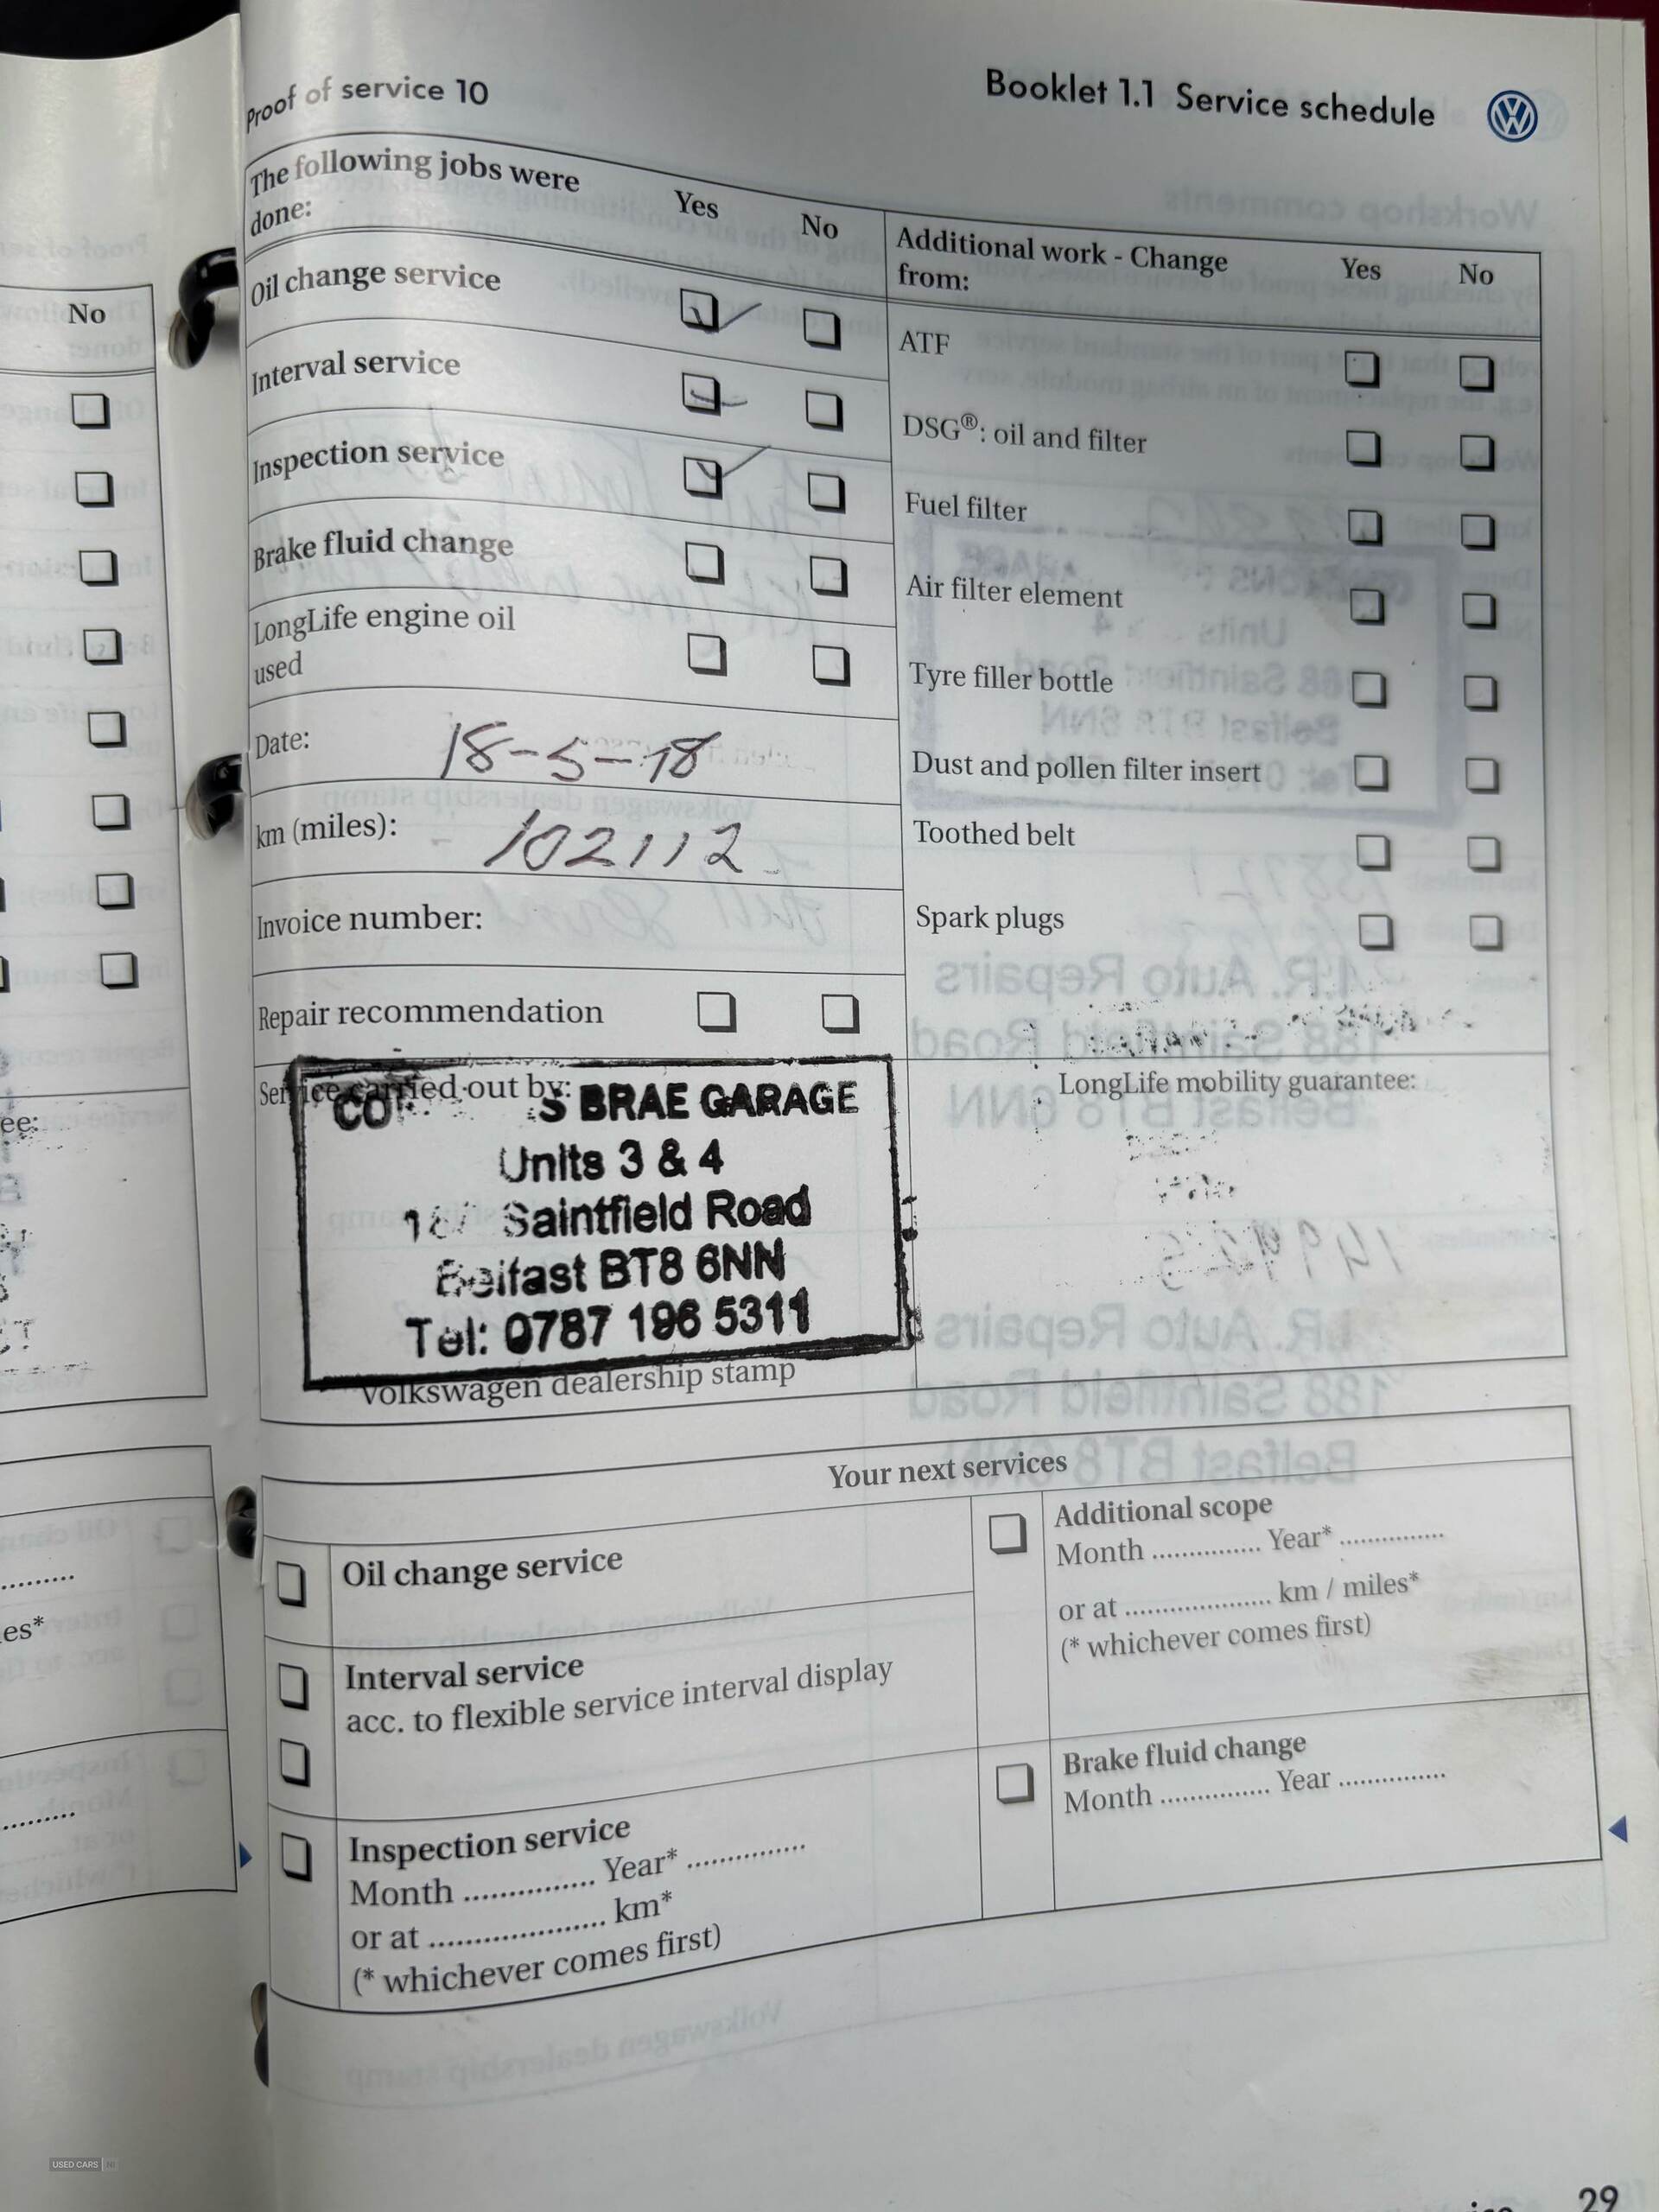 Proof of service 10
Booklet 1.1 Service schedule
The following jobs were done:
Yes
No
Oil change service
Interval service
Inspection service
Brake fluid change
LongLife engine oil used
Date: 18-5-18
km (miles): 102112
Invoice number:
Repair recommendation
Additional work - Change from:
Yes
No
ATF
DSG®: oil and filter
Fuel filter
Air filter element
Tyre filler bottle
Dust and pollen filter insert
Toothed belt
Spark plugs
Service carried out by:
S BRAE GARAGE
Units 3 & 4
Saintfield Road
Belfast BT8 6NN
Tel: 0787 196 5311
Volkswagen dealership stamp
LongLife mobility guarantee:
Your next services
Oil change service
Interval service
acc. to flexible service interval display
Inspection service
Month ............... Year* ...............
or at ...................... km*
(* whichever comes first)
Additional scope
Month ............... Year* ...............
or at ..................... km / miles*
(* whichever comes first)
Brake fluid change
Month ............... Year ...............
29
No
USED CARS NI